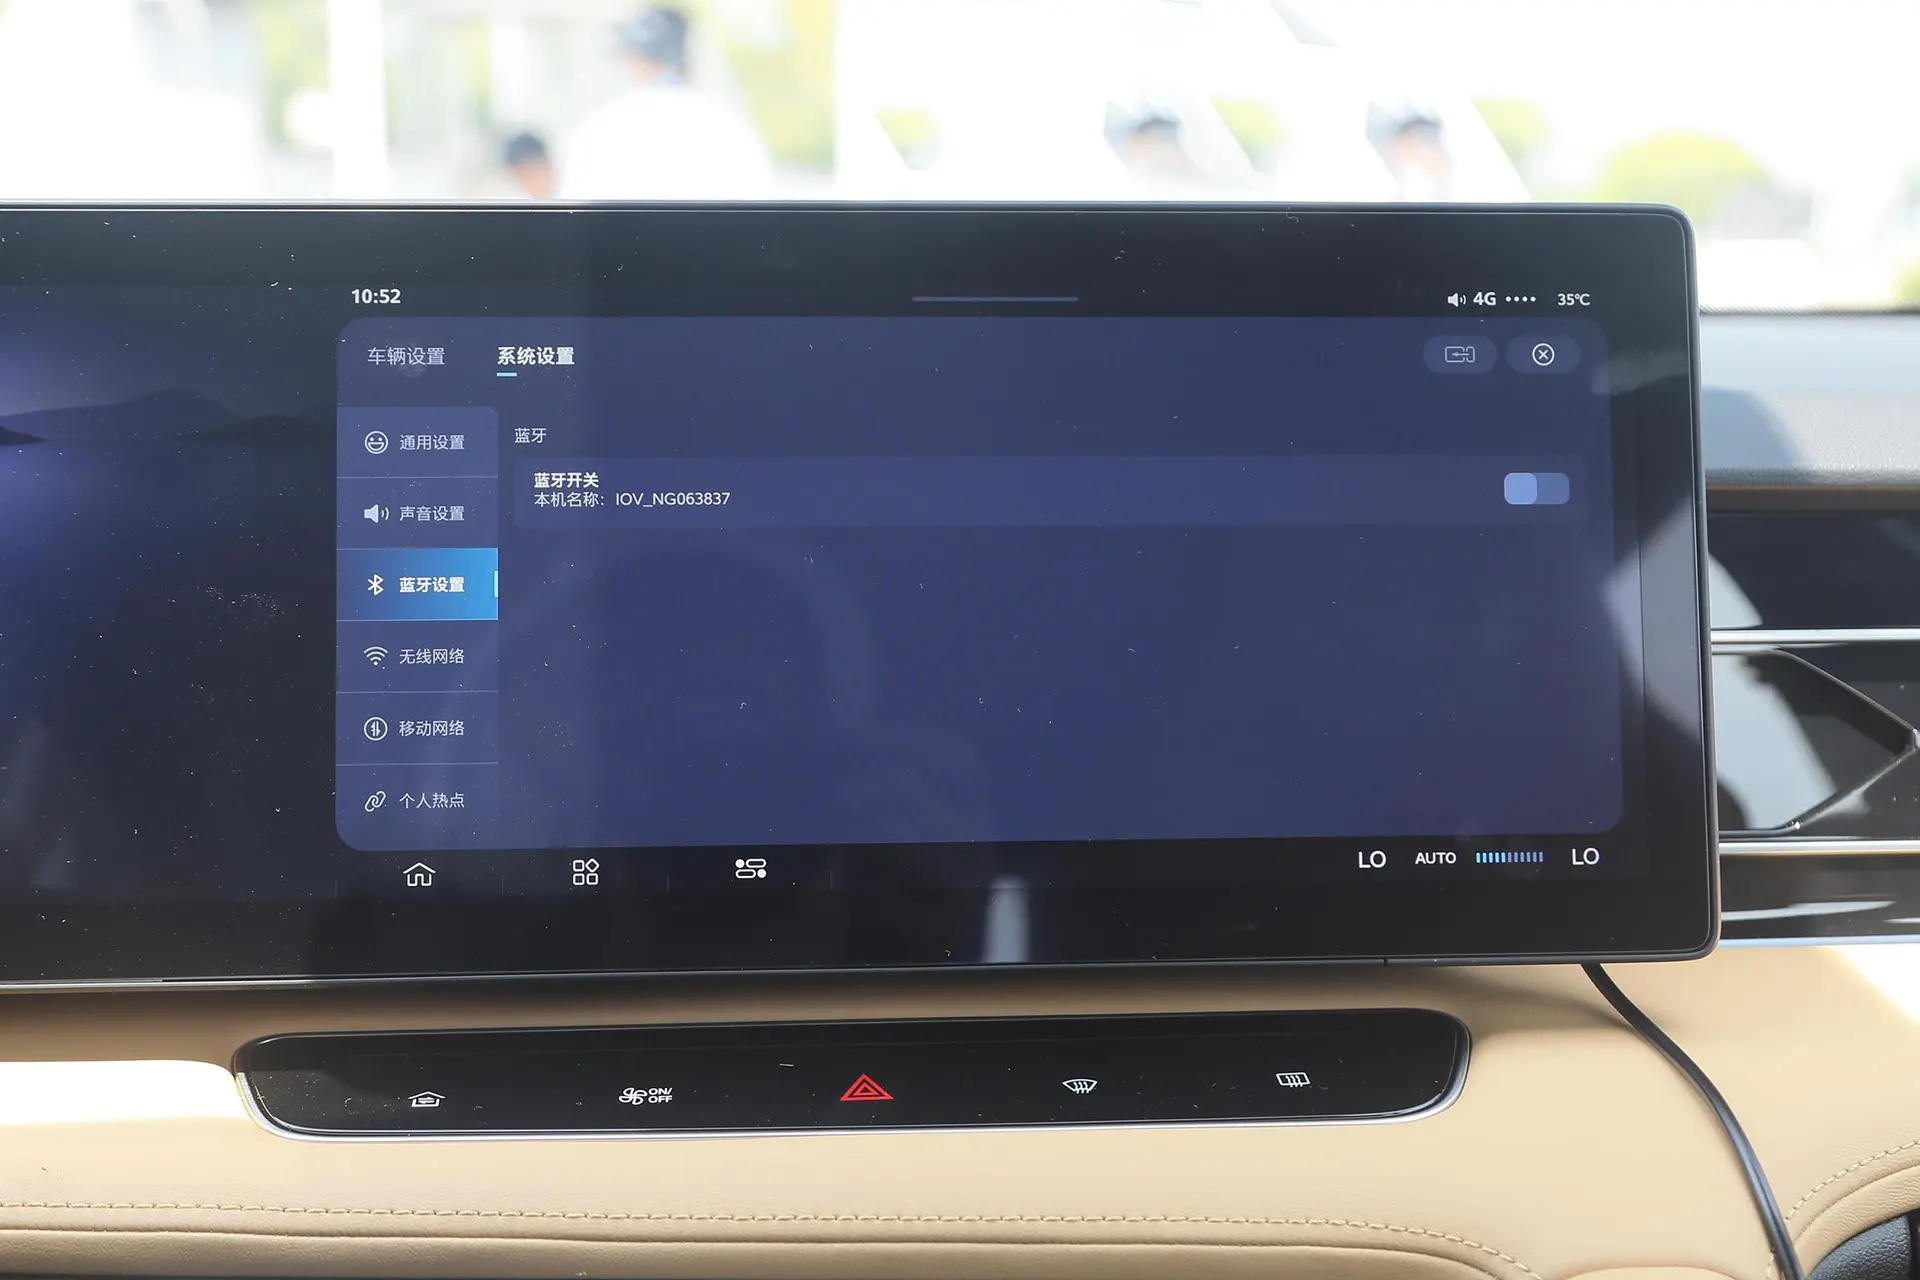 10:52
4G
35℃
车辆设置
系统设置
通用设置
声音设置
蓝牙设置
无线网络
移动网络
个人热点
蓝牙
蓝牙开关
本机名称：IOV_NG063837
LO
AUTO
LO
ON/
OFF